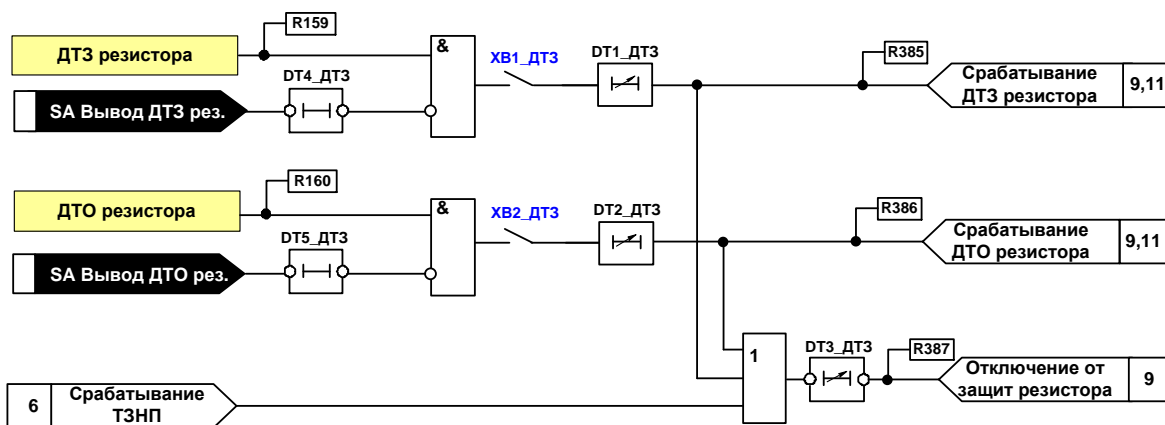 R159
ДТЗ резистора
&
ХВ1_ДТЗ
DT1_ДТЗ
R385
Срабатывание
ДТЗ резистора
9,11
DT4_ДТЗ
SA Вывод ДТЗ рез.
R160
ДТО резистора
&
ХВ2_ДТЗ
DT2_ДТЗ
R386
Срабатывание
ДТО резистора
9,11
DT5_ДТЗ
SA Вывод ДТО рез.
1
DT3_ДТЗ
R387
Отключение от
защит резистора
9
6
Срабатывание
ТЗНП